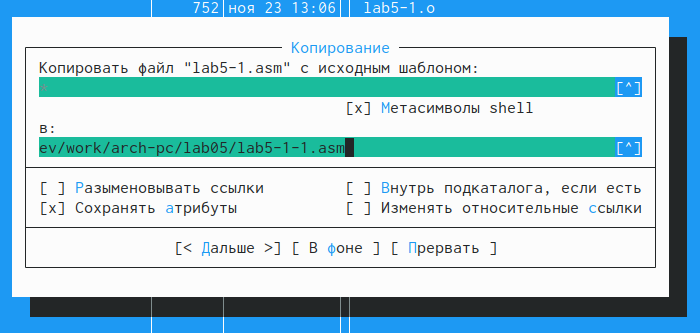 752 ноя 23 13:06 lab5-1.o
Копирование
Копировать файл "lab5-1.asm" с исходным шаблоном:
* [^]
[x] Метасимволы shell
в:
ev/work/arch-pc/lab05/lab5-1-1.asm [^]
[ ] Разыменовывать ссылки [ ] Внутрь подкаталога, если есть
[x] Сохранять атрибуты [ ] Изменять относительные ссылки
[< Дальше >] [ В фоне ] [ Прервать ]